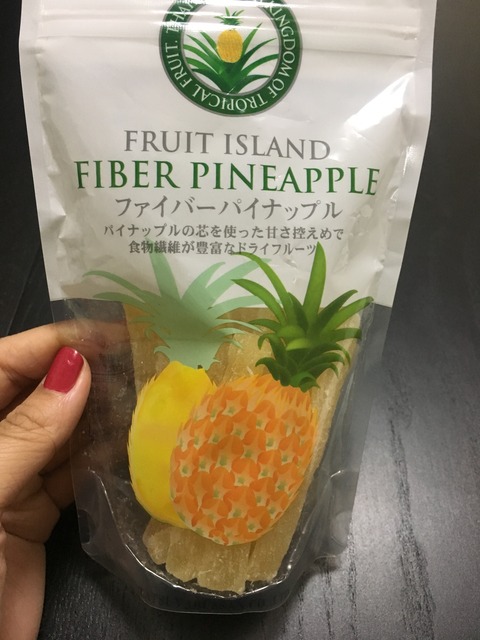 KINGDOM OF TROPICAL FRUIT
FRUIT ISLAND
FIBER PINEAPPLE
ファイバーパイナップル
パイナップルの芯を使った甘さ控えめで
食物繊維が豊富なドライフルーツ